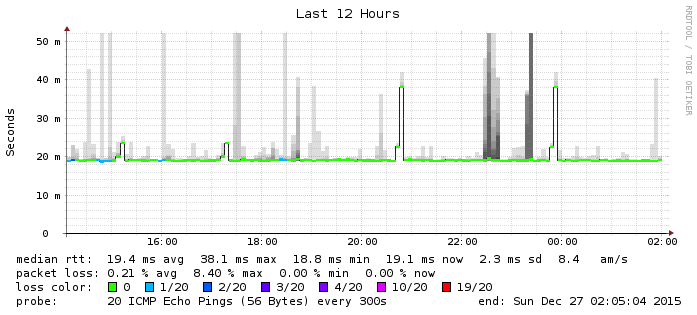 Last 12 Hours
RRDTOOL / TOBI OETIKER
Seconds
50 m
40 m
30 m
20 m
10 m
0
16:00 18:00 20:00 22:00 00:00 02:00
median rtt: 19.4 ms avg 38.1 ms max 18.8 ms min 19.1 ms now 2.3 ms sd 8.4 am/s
packet loss: 0.21 % avg 8.40 % max 0.00 % min 0.00 % now
loss color: 0 1/20 2/20 3/20 4/20 10/20 19/20
probe: 20 ICMP Echo Pings (56 Bytes) every 300s end: Sun Dec 27 02:05:04 2015